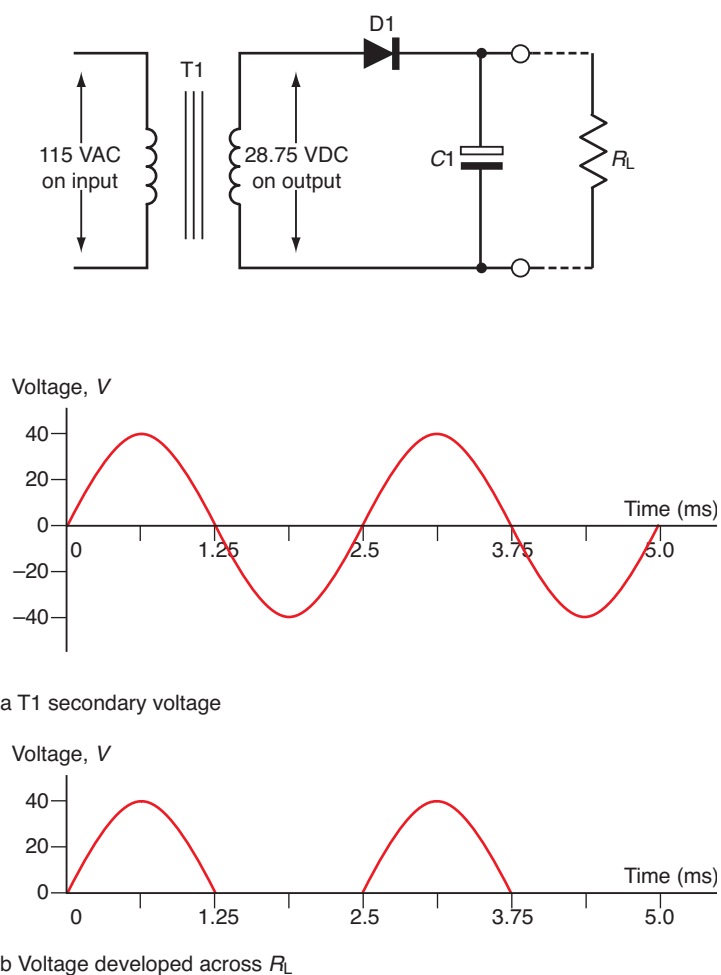 D1
T1
115 VAC
on input
28.75 VDC
on output
C1
RL
Voltage, V
40
20
0
–20
–40
Time (ms)
0
1.25
2.5
3.75
5.0
a T1 secondary voltage
Voltage, V
40
20
0
Time (ms)
0
1.25
2.5
3.75
5.0
b Voltage developed across RL